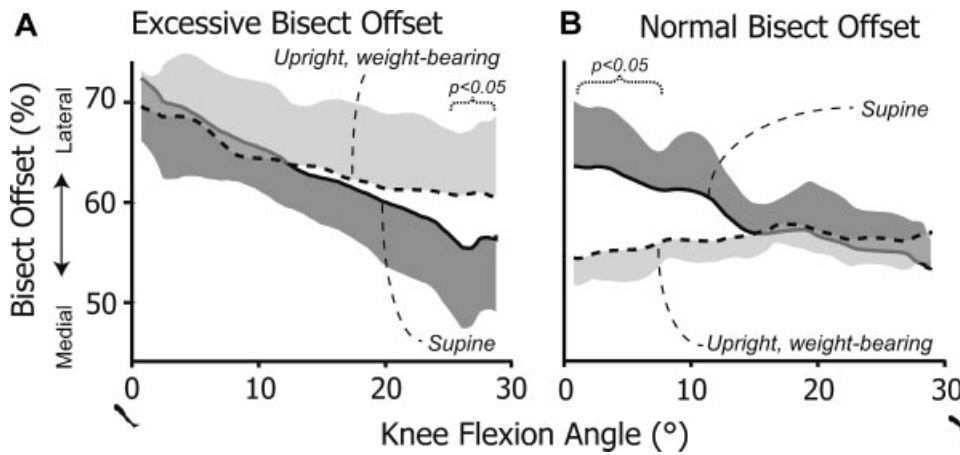 A Excessive Bisect Offset
B Normal Bisect Offset
Upright, weight-bearing
p<0.05
p<0.05
Supine
Supine
Upright, weight-bearing
Bisect Offset (%)
Medial
Lateral
70
60
50
0 10 20 30
0 10 20 30
Knee Flexion Angle (°)